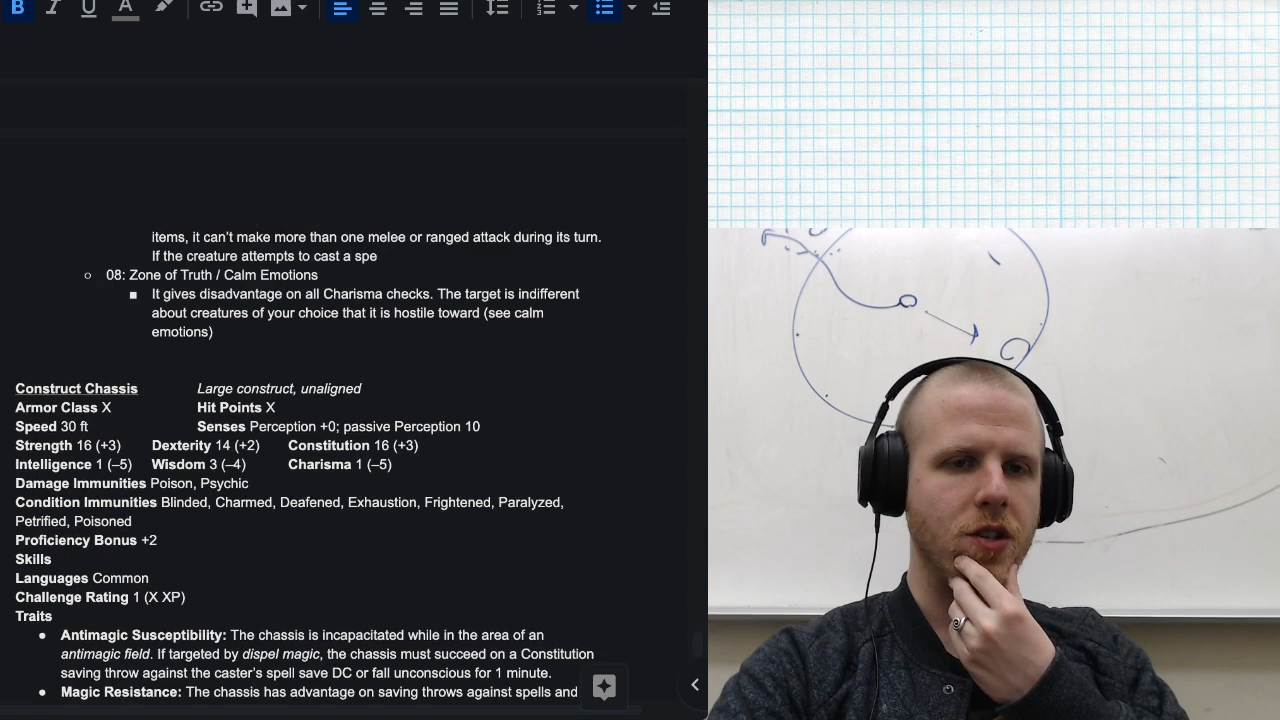 B I U A
items, it can't make more than one melee or ranged attack during its turn.
If the creature attempts to cast a spe
08: Zone of Truth / Calm Emotions
It gives disadvantage on all Charisma checks. The target is indifferent
about creatures of your choice that it is hostile toward (see calm
emotions)
Construct Chassis Large construct, unaligned
Armor Class X Hit Points X
Speed 30 ft Senses Perception +0; passive Perception 10
Strength 16 (+3) Dexterity 14 (+2) Constitution 16 (+3)
Intelligence 1 (–5) Wisdom 3 (–4) Charisma 1 (–5)
Damage Immunities Poison, Psychic
Condition Immunities Blinded, Charmed, Deafened, Exhaustion, Frightened, Paralyzed,
Petrified, Poisoned
Proficiency Bonus +2
Skills
Languages Common
Challenge Rating 1 (X XP)
Traits
Antimagic Susceptibility: The chassis is incapacitated while in the area of an
antimagic field. If targeted by dispel magic, the chassis must succeed on a Constitution
saving throw against the caster's spell save DC or fall unconscious for 1 minute.
Magic Resistance: The chassis has advantage on saving throws against spells and